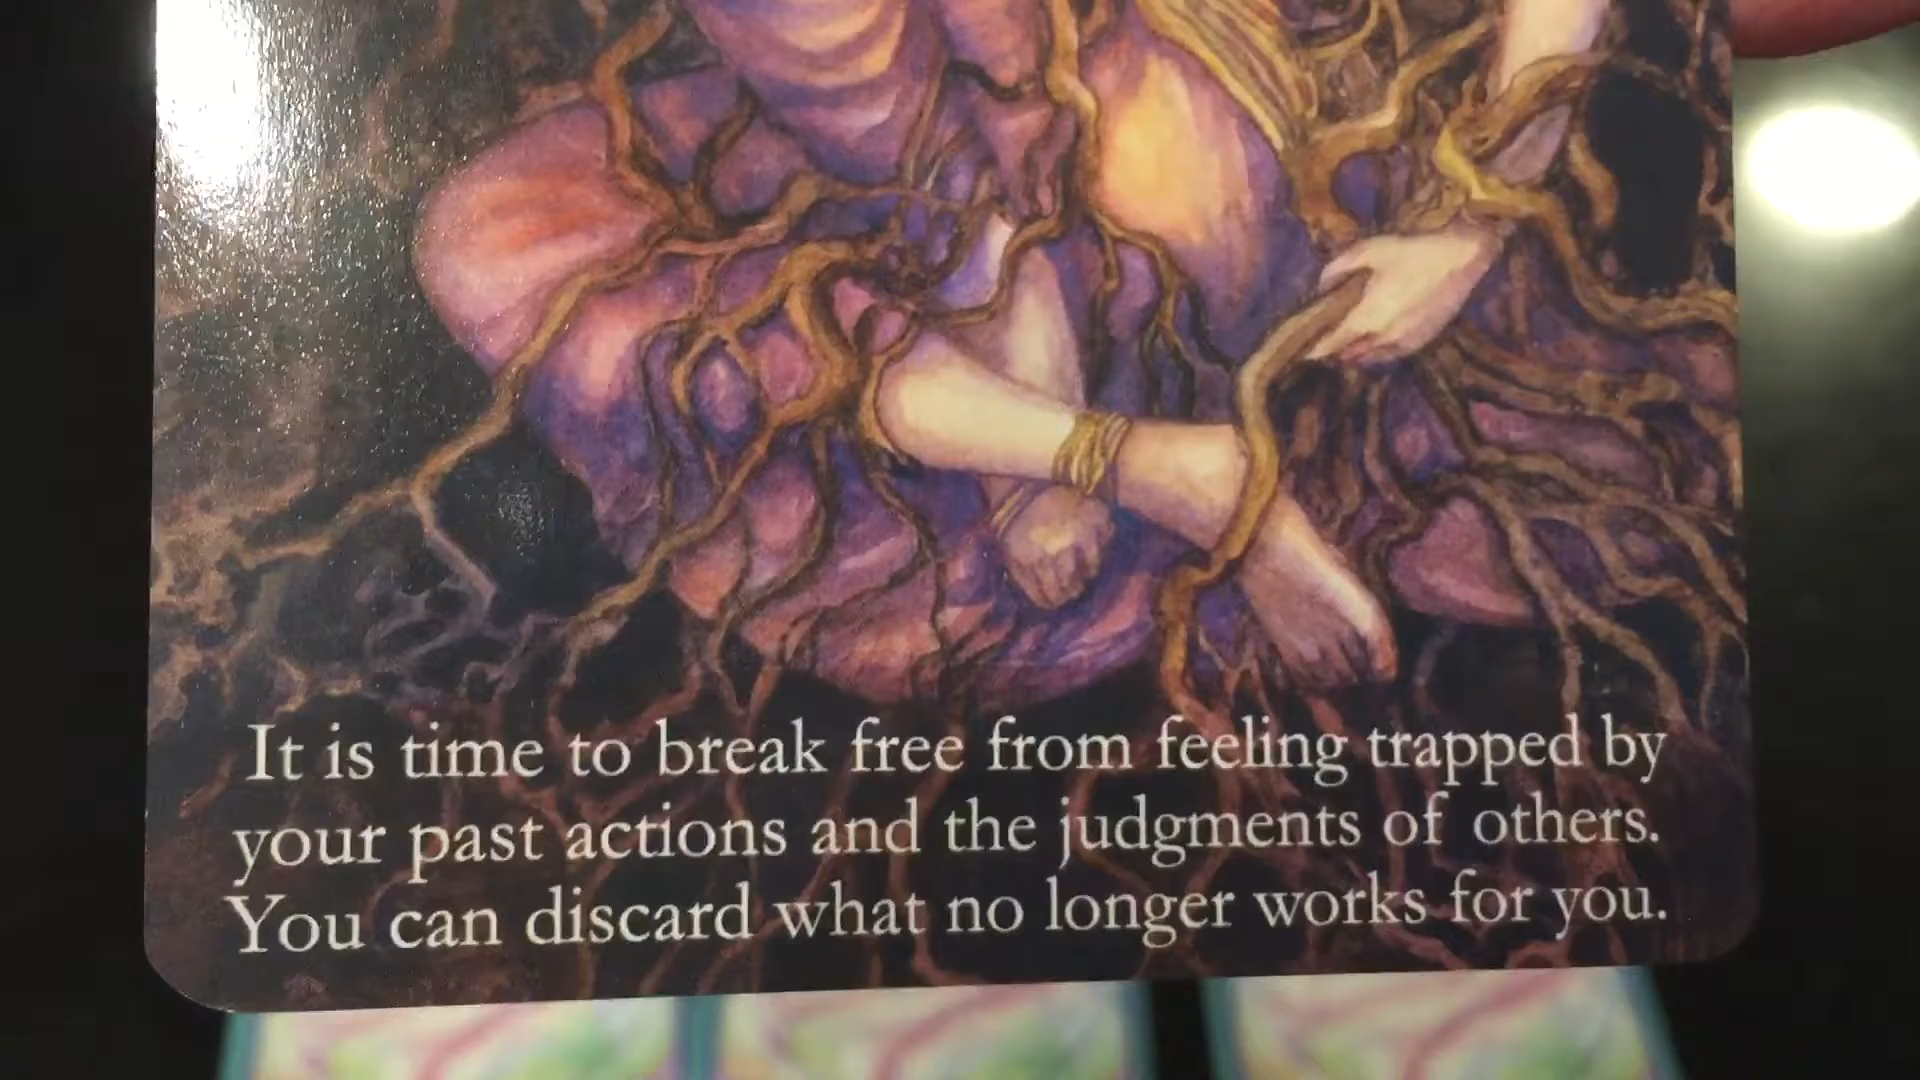 It is time to break free from feeling trapped by
your past actions and the judgments of others.
You can discard what no longer works for you.